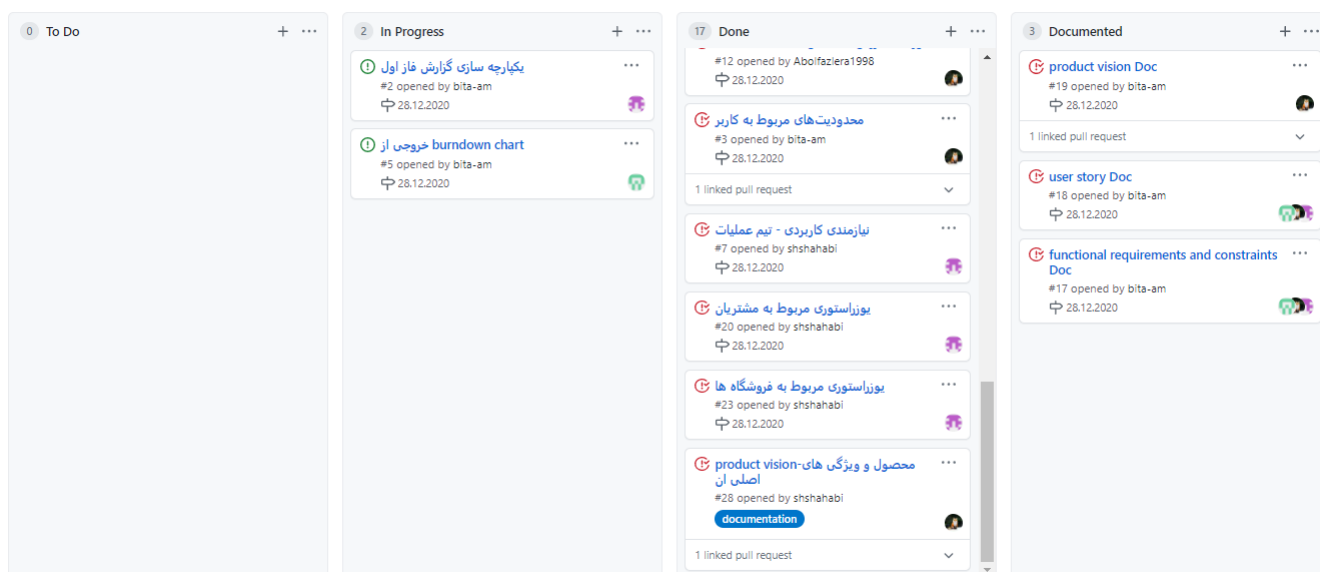 0 To Do
2 In Progress
یکپارچه سازی گزارش فاز اول
#2 opened by bita-am
28.12.2020
خروجی از burndown chart
#5 opened by bita-am
28.12.2020
17 Done
#12 opened by Abolfaziera1998
28.12.2020
محدودیت‌های مربوط به کاربر
#3 opened by bita-am
28.12.2020
1 linked pull request
نیازمندی کاربردی - تیم عملیات
#7 opened by shshahabi
28.12.2020
یوزراستوری مربوط به مشتریان
#20 opened by shshahabi
28.12.2020
یوزراستوری مربوط به فروشگاه ها
#23 opened by shshahabi
28.12.2020
محصول و ویژگی های-product vision
اصلی ان
#28 opened by shshahabi
documentation
1 linked pull request
3 Documented
product vision Doc
#19 opened by bita-am
28.12.2020
1 linked pull request
user story Doc
#18 opened by bita-am
28.12.2020
functional requirements and constraints
Doc
#17 opened by bita-am
28.12.2020